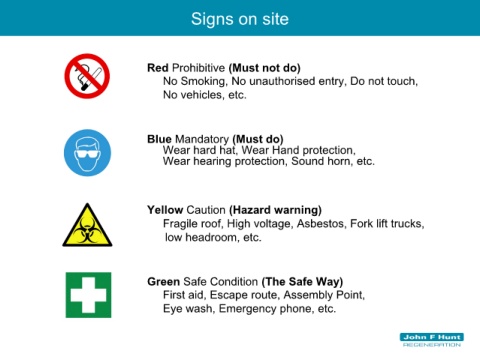 Signs on site
Red Prohibitive (Must not do)
No Smoking, No unauthorised entry, Do not touch,
No vehicles, etc.
Blue Mandatory (Must do)
Wear hard hat, Wear Hand protection,
Wear hearing protection, Sound horn, etc.
Yellow Caution (Hazard warning)
Fragile roof, High voltage, Asbestos, Fork lift trucks,
low headroom, etc.
Green Safe Condition (The Safe Way)
First aid, Escape route, Assembly Point,
Eye wash, Emergency phone, etc.
John F Hunt
REGENERATION